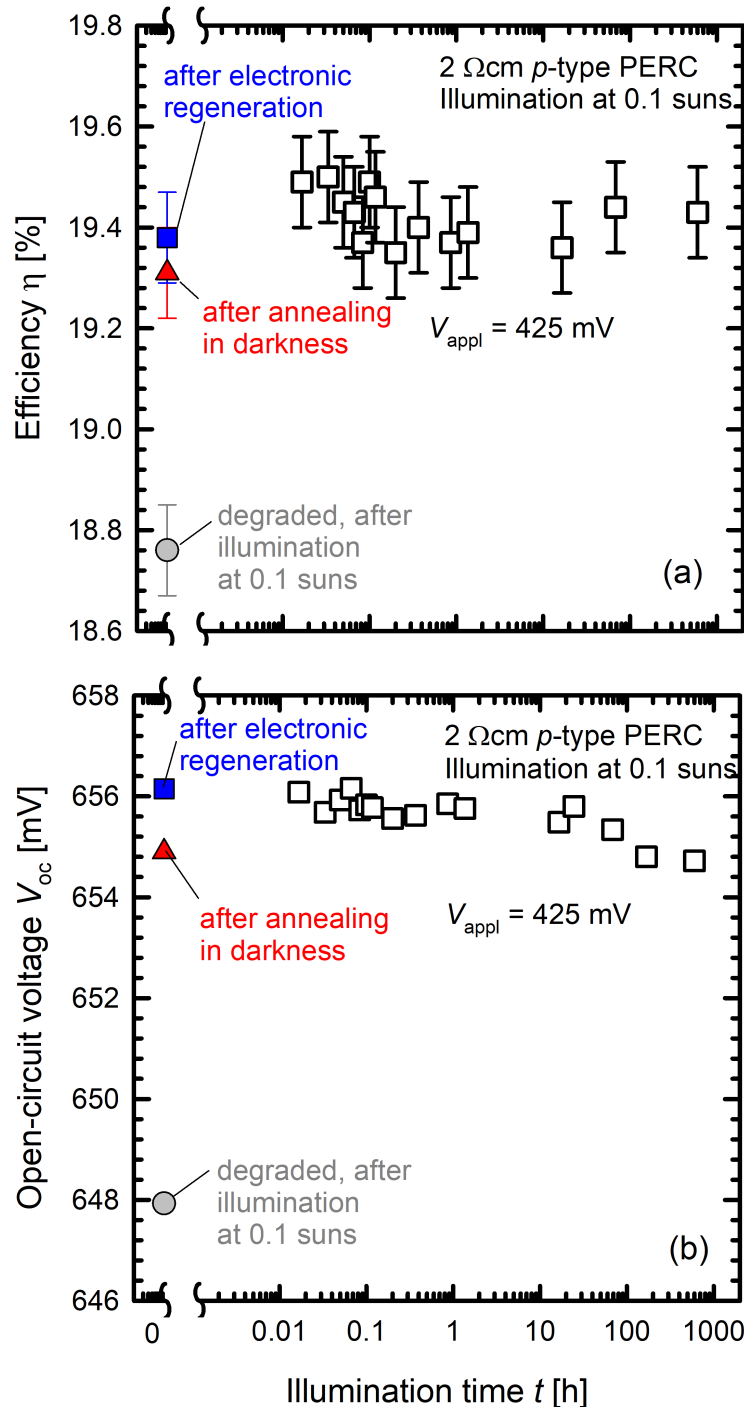 19.8
19.6
19.4
19.2
19.0
18.8
18.6
Efficiency η [%]
after electronic
regeneration
2 Ωcm p-type PERC
Illumination at 0.1 suns
after annealing
in darkness
V_appl = 425 mV
degraded, after
illumination
at 0.1 suns
(a)
658
656
654
652
650
648
646
Open-circuit voltage V_oc [mV]
after electronic
regeneration
2 Ωcm p-type PERC
Illumination at 0.1 suns
after annealing
in darkness
V_appl = 425 mV
degraded, after
illumination
at 0.1 suns
(b)
0 0.01 0.1 1 10 100 1000
Illumination time t [h]